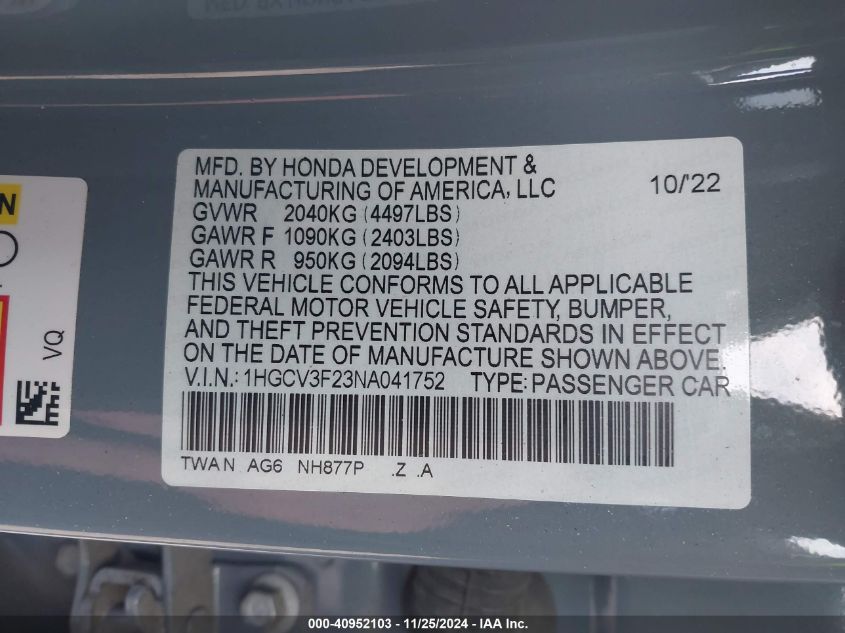 MFD. BY HONDA DEVELOPMENT &
MANUFACTURING OF AMERICA, LLC 10/'22
GVWR 2040KG (4497LBS)
GAWR F 1090KG (2403LBS)
GAWR R 950KG (2094LBS)
THIS VEHICLE CONFORMS TO ALL APPLICABLE
FEDERAL MOTOR VEHICLE SAFETY, BUMPER,
AND THEFT PREVENTION STANDARDS IN EFFECT
ON THE DATE OF MANUFACTURE SHOWN ABOVE.
V.I.N.: 1HGCV3F23NA041752 TYPE: PASSENGER CAR
TWAN AG6 NH877P .Z .A
VQ
000-40952103 - 11/25/2024 - IAA Inc.